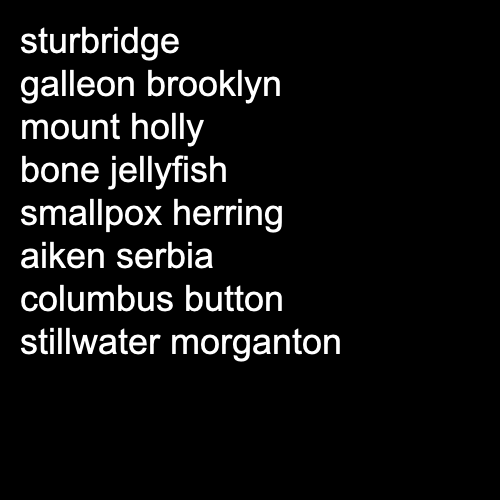 sturbridge
galleon brooklyn
mount holly
bone jellyfish
smallpox herring
aiken serbia
columbus button
stillwater morganton